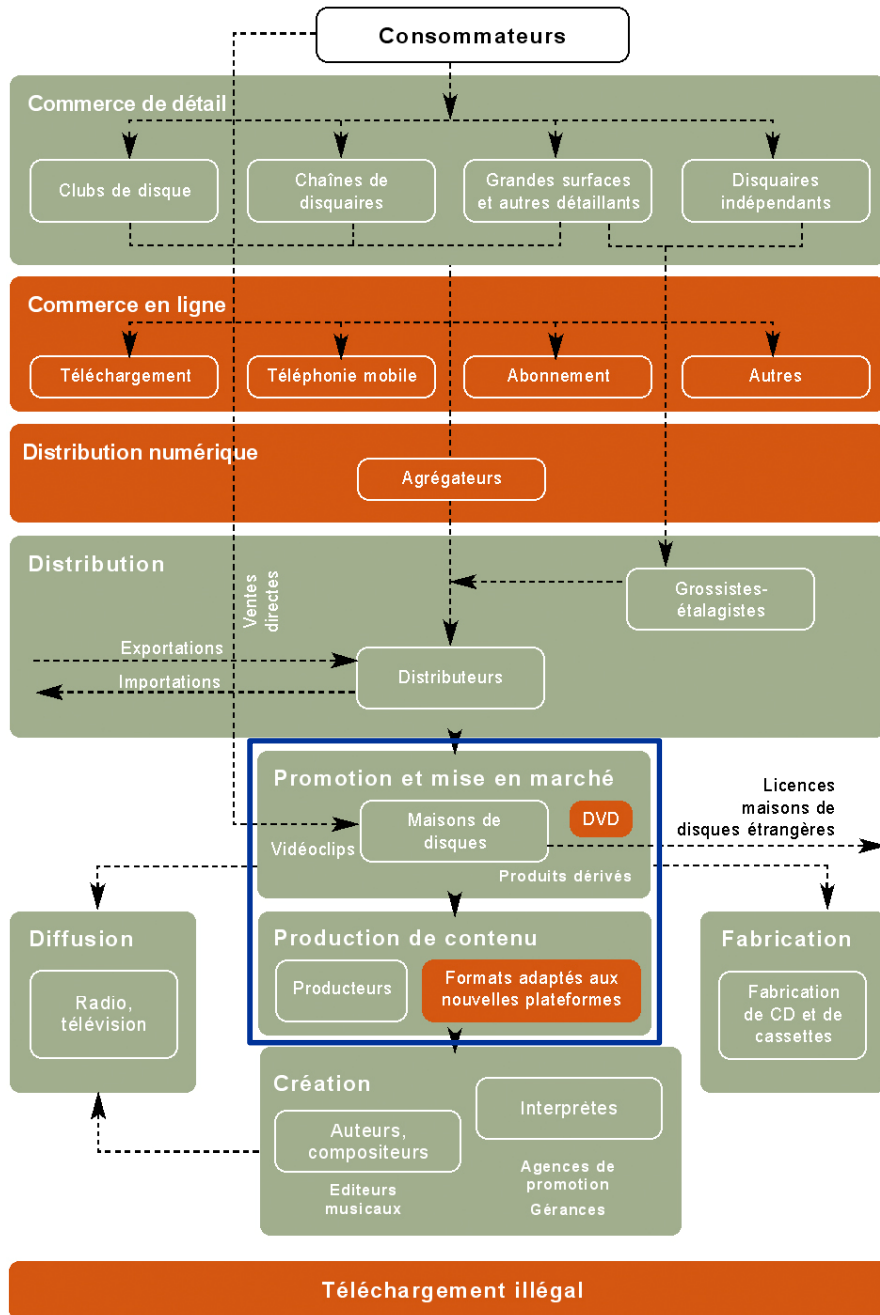 Consommateurs
Commerce de détail
Clubs de disque
Chaînes de
disquaires
Grandes surfaces
et autres détaillants
Disquaires
indépendants
Commerce en ligne
Téléchargement
Téléphonie mobile
Abonnement
Autres
Distribution numérique
Agrégateurs
Distribution
Ventes
directes
Grossistes-
étalagistes
Exportations
Importations
Distributeurs
Promotion et mise en marché
Maisons de
disques
DVD
Vidéoclips
Produits dérivés
Licences
maisons de
disques étrangères
Diffusion
Radio,
télévision
Production de contenu
Producteurs
Formats adaptés aux
nouvelles plateformes
Fabrication
Fabrication
de CD et de
cassettes
Création
Auteurs,
compositeurs
Editeurs
musicaux
Interprètes
Agences de
promotion
Gérances
Téléchargement illégal